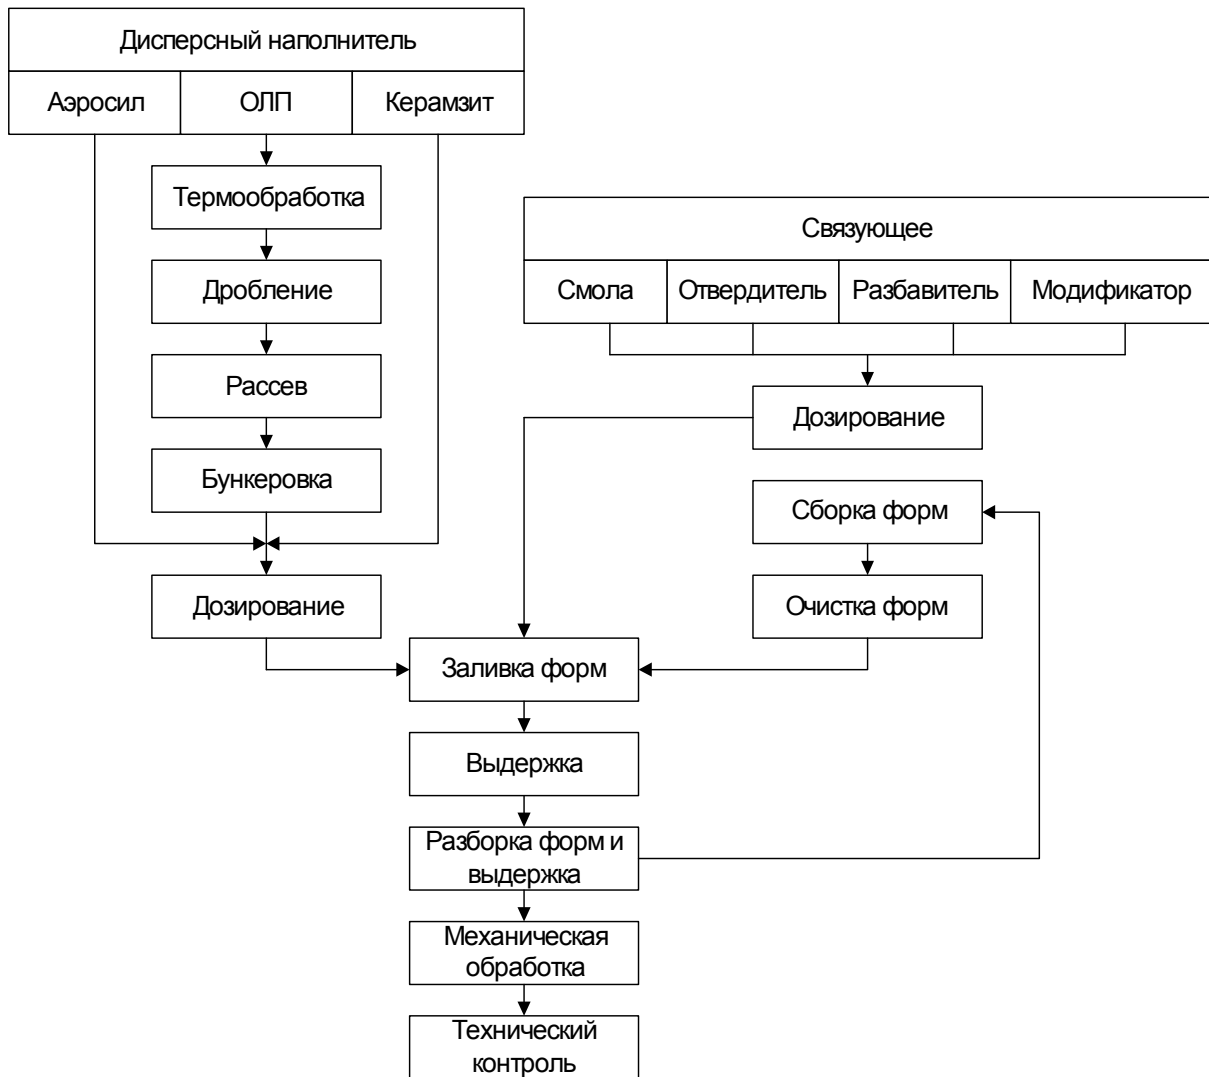 Дисперсный наполнитель
Аэросил
ОЛП
Керамзит
Термообработка
Дробление
Рассев
Бункеровка
Дозирование
Связующее
Смола
Отвердитель
Разбавитель
Модификатор
Дозирование
Сборка форм
Очистка форм
Заливка форм
Выдержка
Разборка форм и
выдержка
Механическая
обработка
Технический
контроль